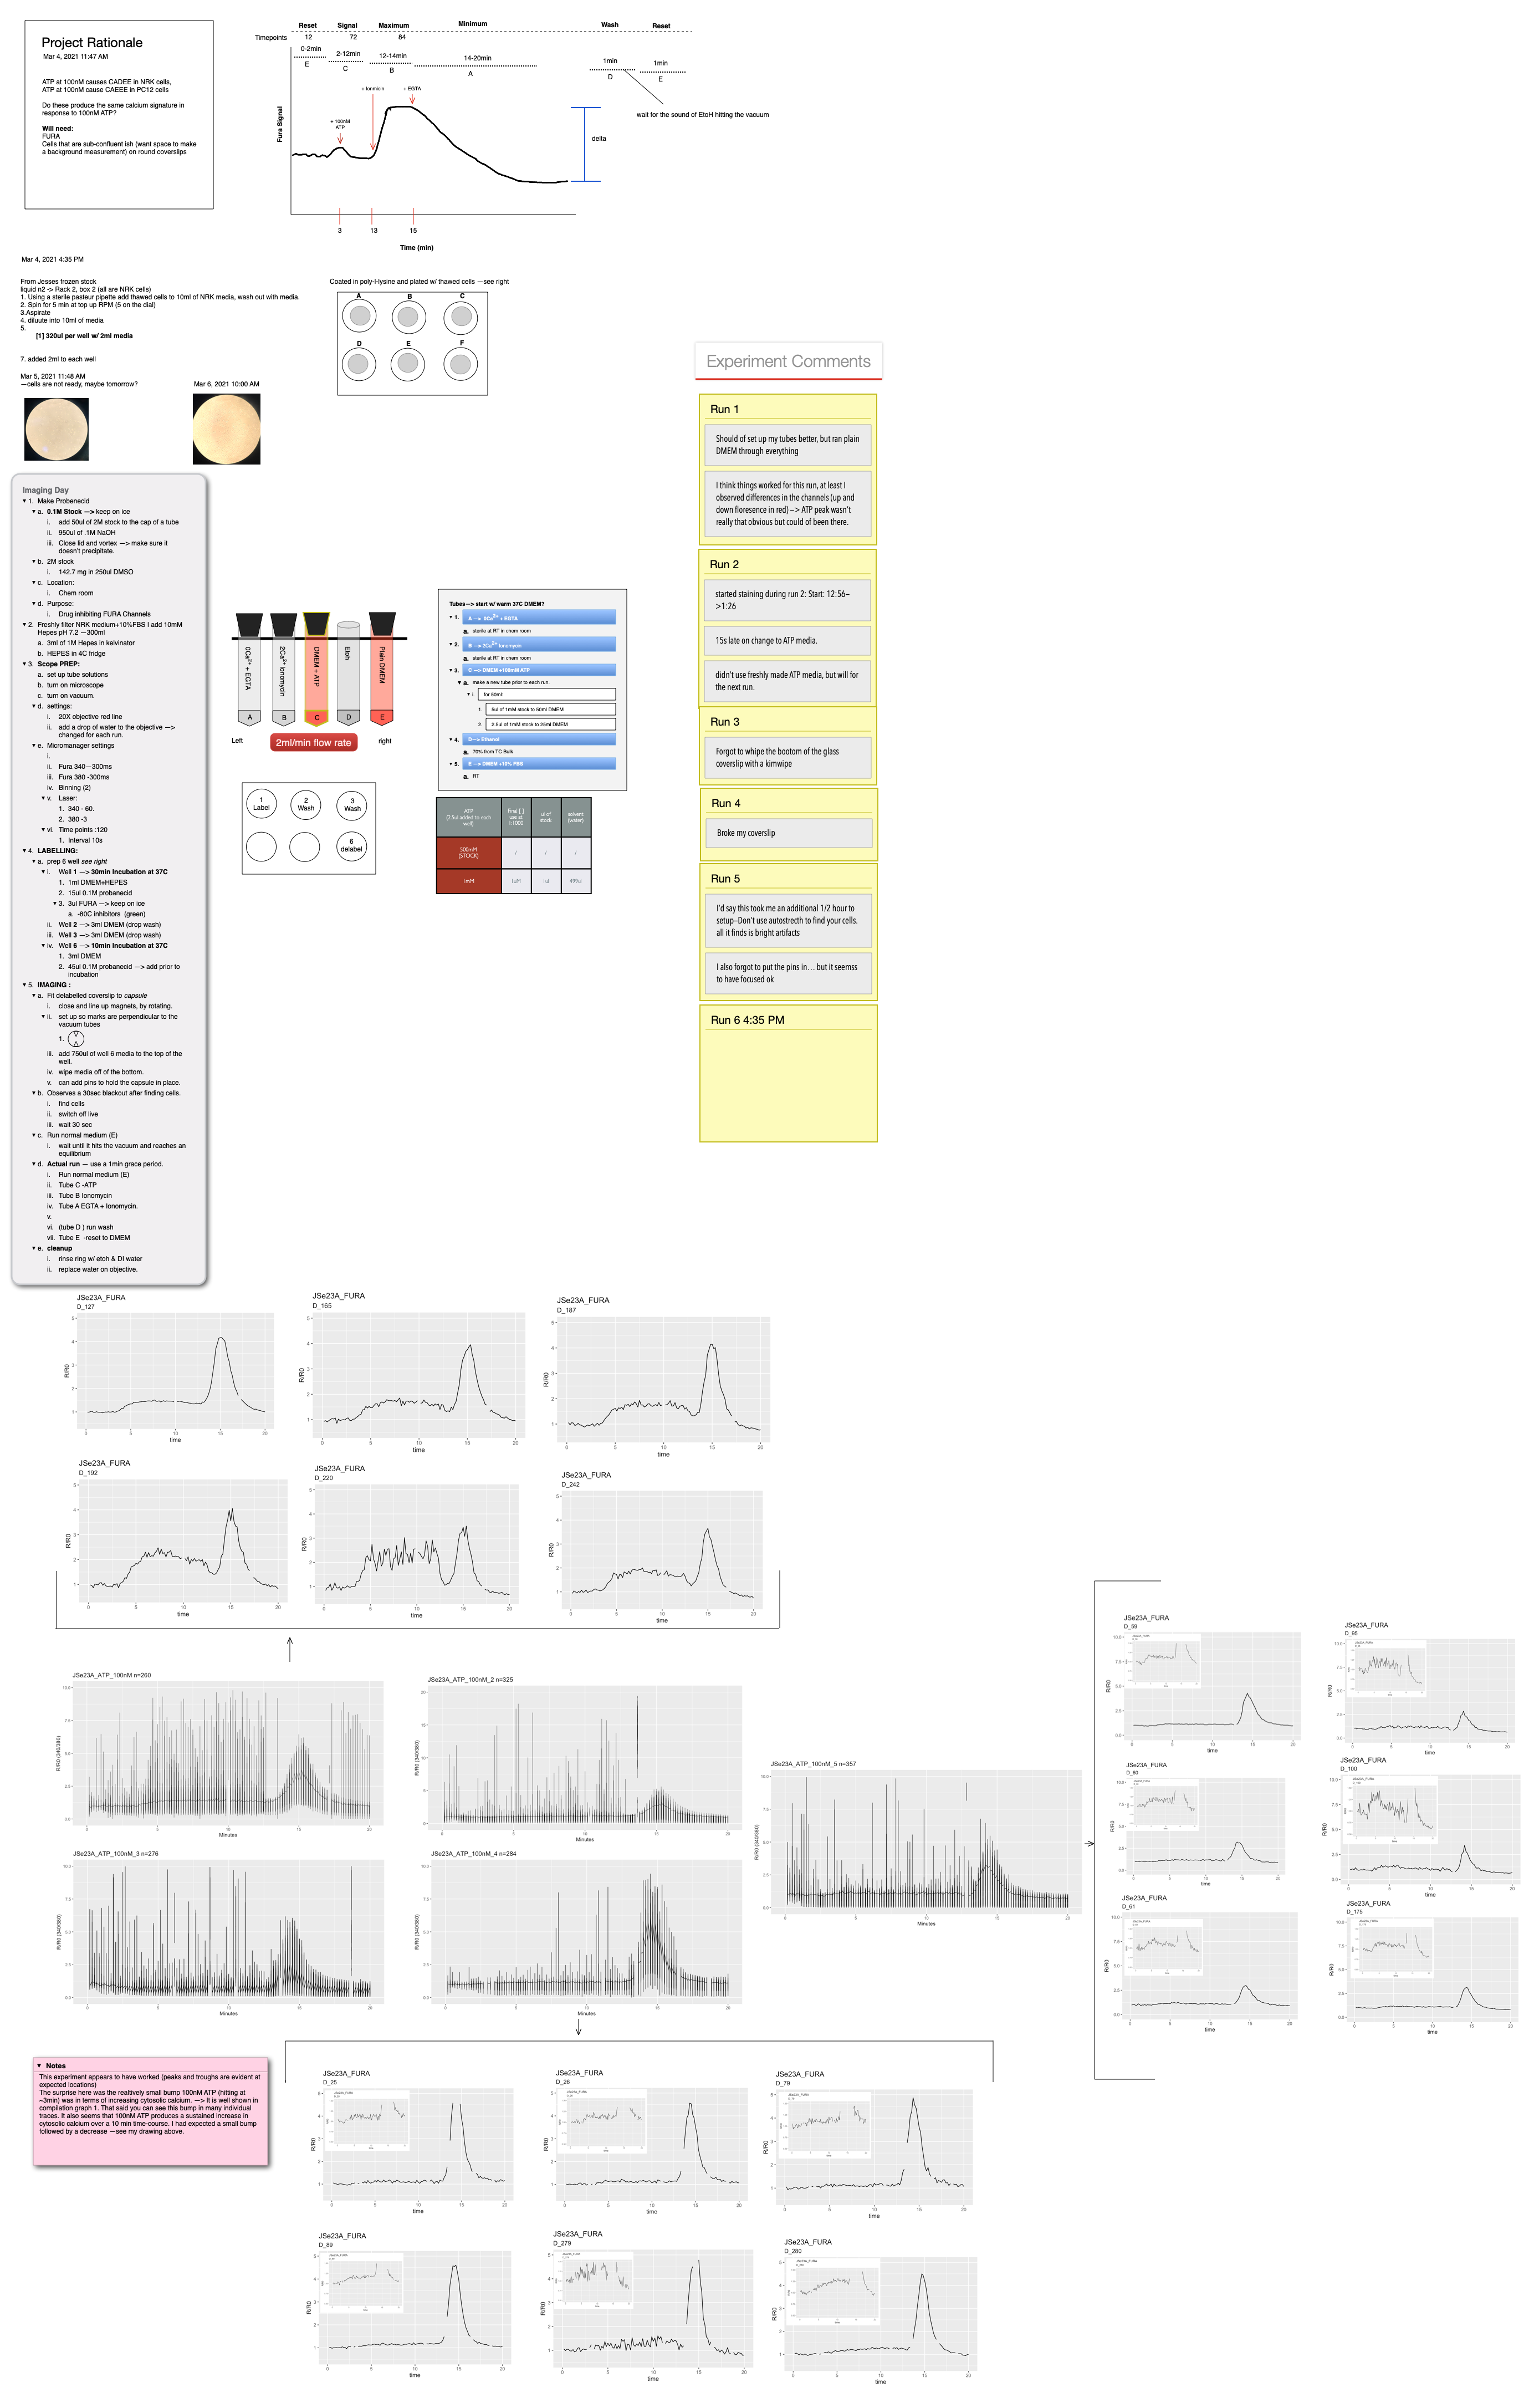 Project Rationale
Mar 4, 2021 11:47 AM
ATP at 100nM causes CADEE in NRK cells,
ATP at 100nM cause CAEEE in PC12 cells
Do these produce the same calcium signature in
response to 100nM ATP?
Will need:
FURA
Cells that are sub-confluent ish (want space to make
a background measurement) on round coverslips
Reset Signal Maximum Minimum Wash Reset
Timepoints 12 72 84
0-2min 2-12min 12-14min 14-20min 1min 1min
E C B A D E
wait for the sound of EtoH hitting the vacuum
+ Ionmicin + EGTA
+ 100nM
ATP
Fura Signal
delta
3 13 15
Time (min)
Mar 4, 2021 4:35 PM
From Jesses frozen stock
liquid n2 -> Rack 2, box 2 (all are NRK cells)
1. Using a sterile pasteur pipette add thawed cells to 10ml of NRK media, wash out with media.
2. Spin for 5 min at top up RPM (5 on the dial)
3.Aspirate
4. diluute into 10ml of media
5.
[1] 320ul per well w/ 2ml media
7. added 2ml to each well
Mar 5, 2021 11:48 AM
—cells are not ready, maybe tomorrow?
Mar 6, 2021 10:00 AM
Coated in poly-l-lysine and plated w/ thawed cells —see right
A B C
D E F
Imaging Day
▼ 1. Make Probenecid
▼ a. 0.1M Stock —> keep on ice
i. add 50ul of 2M stock to the cap of a tube
ii. 950ul of .1M NaOH
iii. Close lid and vortex —> make sure it
doesn't precipitate.
▼ b. 2M stock
i. 142.7 mg in 250ul DMSO
▼ c. Location:
i. Chem room
▼ d. Purpose:
i. Drug inhibiting FURA Channels
▼ 2. Freshly filter NRK medium+10%FBS I add 10mM
Hepes pH 7.2 —300ml
a. 3ml of 1M Hepes in kelvinator
b. HEPES in 4C fridge
▼ 3. Scope PREP:
a. set up tube solutions
b. turn on microscope
c. turn on vacuum.
▼ d. settings:
i. 20X objective red line
ii. add a drop of water to the objective —>
changed for each run.
▼ e. Micromanager settings
i.
ii. Fura 340—300ms
iii. Fura 380 -300ms
iv. Binning (2)
▼ v. Laser:
1. 340 - 60.
2. 380 -3
▼ vi. Time points :120
1. Interval 10s
▼ 4. LABELLING:
▼ a. prep 6 well see right
▼ i. Well 1 —> 30min Incubation at 37C
1. 1ml DMEM+HEPES
2. 15ul 0.1M probanecid
▼ 3. 3ul FURA —> keep on ice
a. -80C inhibitors (green)
ii. Well 2 —> 3ml DMEM (drop wash)
iii. Well 3 —> 3ml DMEM (drop wash)
▼ iv. Well 6 —> 10min Incubation at 37C
1. 3ml DMEM
2. 45ul 0.1M probanecid —> add prior to
incubation
▼ 5. IMAGING :
▼ a. Fit delabelled coverslip to capsule
i. close and line up magnets, by rotating.
▼ ii. set up so marks are perpendicular to the
vacuum tubes
1.
iii. add 750ul of well 6 media to the top of the
well.
iv. wipe media off of the bottom.
v. can add pins to hold the capsule in place.
▼ b. Observes a 30sec blackout after finding cells.
i. find cells
ii. switch off live
iii. wait 30 sec
▼ c. Run normal medium (E)
i. wait until it hits the vacuum and reaches an
equilibrium
▼ d. Actual run — use a 1min grace period.
i. Run normal medium (E)
ii. Tube C -ATP
iii. Tube B Ionomycin
iv. Tube A EGTA + Ionomycin.
v.
vi. (tube D ) run wash
vii. Tube E -reset to DMEM
▼ e. cleanup
i. rinse ring w/ etoh & DI water
ii. replace water on objective.
0Ca2+ + EGTA
2Ca2+ Ionomycin
DMEM + ATP
Etoh
Plain DMEM
A B C D E
Left 2ml/min flow rate right
1
Label
2
Wash
3
Wash
6
delabel
Tubes—> start w/ warm 37C DMEM?
▼ 1. A —> 0Ca2+ + EGTA
a. sterile at RT in chem room
▼ 2. B —> 2Ca2+ Ionomycin
a. sterile at RT in chem room
▼ 3. C —> DMEM +100nM ATP
▼ a. make a new tube prior to each run.
▼ i. for 50ml
1. 5ul of 1mM stock to 50ml DMEM
2. 2.5ul of 1mM stock to 25ml DMEM
▼ 4. D—> Ethanol
a. 70% from TC Bulk
▼ 5. E —> DMEM +10% FBS
a. RT
ATP
(2.5ul added to each
well)
final [ ]
use at
1:1000
ul of
stock
solvent
(water)
500mM
(STOCK)
/ / /
1mM 1uM 1ul 499ul
Experiment Comments
Run 1
Should of set up my tubes better, but ran plain
DMEM through everything
I think things worked for this run, at least I
observed differences in the channels (up and
down floresence in red) –> ATP peak wasn't
really that obvious but could of been there.
Run 2
started staining during run 2: Start: 12:56–
>1:26
15s late on change to ATP media.
didn't use freshly made ATP media, but will for
the next run.
Run 3
Forgot to whipe the bootom of the glass
coverslip with a kimwipe
Run 4
Broke my coverslip
Run 5
I'd say this took me an additional 1/2 hour to
setup–Don't use autostrecth to find your cells.
all it finds is bright artifacts
I also forgot to put the pins in… but it seemss
to have focused ok
Run 6 4:35 PM
JSe23A_FURA
D_127
JSe23A_FURA
D_165
JSe23A_FURA
D_187
JSe23A_FURA
D_192
JSe23A_FURA
D_220
JSe23A_FURA
D_242
R/R0
time
JSe23A_ATP_100nM n=260
JSe23A_ATP_100nM_2 n=325
JSe23A_ATP_100nM_3 n=276
JSe23A_ATP_100nM_4 n=284
JSe23A_ATP_100nM_5 n=357
R/R0 (340/380)
Minutes
JSe23A_FURA
D_59
JSe23A_FURA
D_95
JSe23A_FURA
D_60
JSe23A_FURA
D_100
JSe23A_FURA
D_61
JSe23A_FURA
D_175
▼ Notes
This experiment appears to have worked (peaks and troughs are evident at
expected locations)
The surprise here was the realtively small bump 100nM ATP (hitting at
~3min) was in terms of increasing cytosolic calcium. —> It is well shown in
compilation graph 1. That said you can see this bump in many individual
traces. It also seems that 100nM ATP produces a sustained increase in
cytosolic calcium over a 10 min time-course. I had expected a small bump
followed by a decrease —see my drawing above.
JSe23A_FURA
D_25
JSe23A_FURA
D_26
JSe23A_FURA
D_79
JSe23A_FURA
D_89
JSe23A_FURA
D_279
JSe23A_FURA
D_280